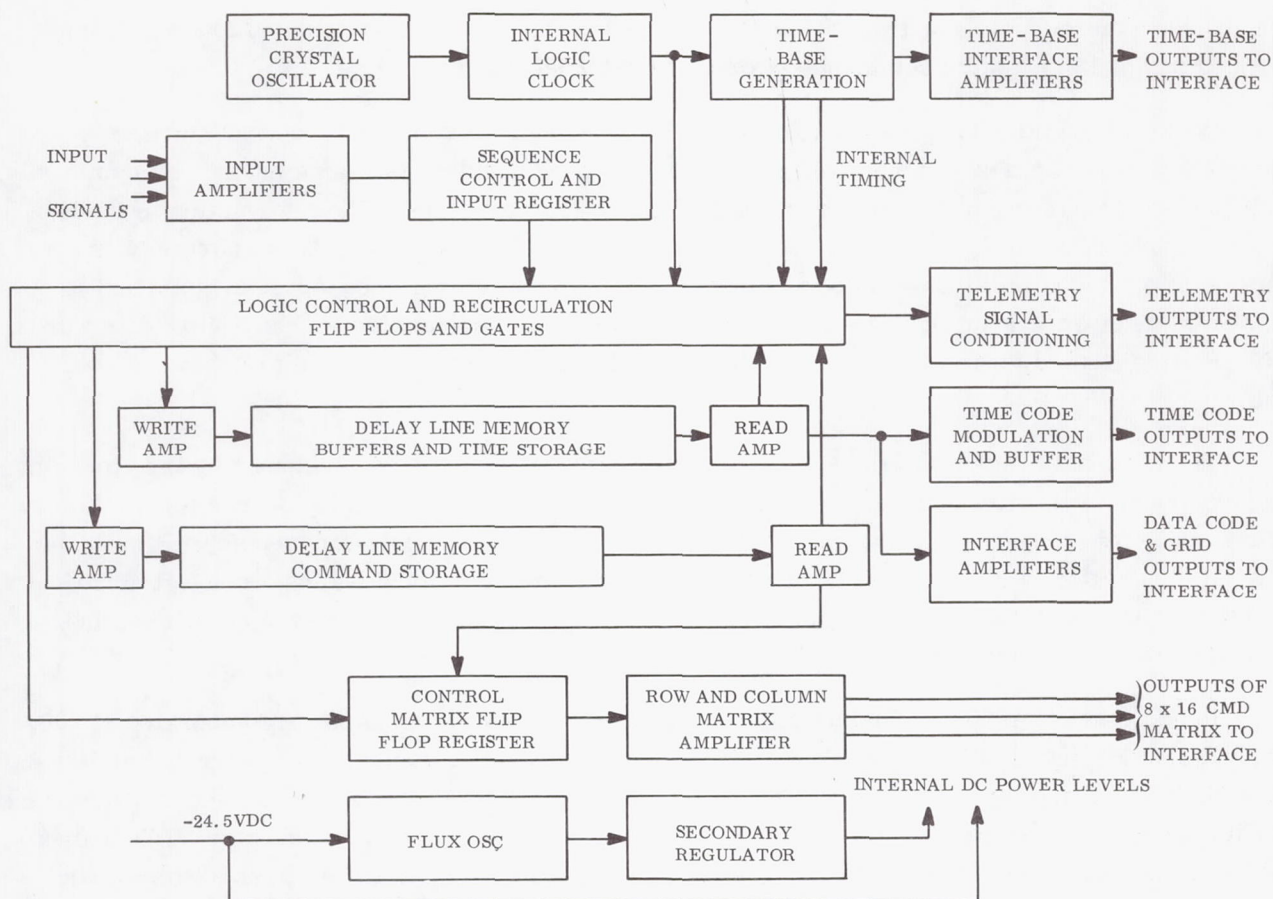 PRECISION
CRYSTAL
OSCILLATOR
INTERNAL
LOGIC
CLOCK
TIME-
BASE
GENERATION
TIME-BASE
INTERFACE
AMPLIFIERS
TIME-BASE
OUTPUTS TO
INTERFACE
INPUT
SIGNALS
INPUT
AMPLIFIERS
SEQUENCE
CONTROL AND
INPUT REGISTER
INTERNAL
TIMING
LOGIC CONTROL AND RECIRCULATION
FLIP FLOPS AND GATES
TELEMETRY
SIGNAL
CONDITIONING
TELEMETRY
OUTPUTS TO
INTERFACE
WRITE
AMP
DELAY LINE MEMORY
BUFFERS AND TIME STORAGE
READ
AMP
TIME CODE
MODULATION
AND BUFFER
TIME CODE
OUTPUTS TO
INTERFACE
WRITE
AMP
DELAY LINE MEMORY
COMMAND STORAGE
READ
AMP
INTERFACE
AMPLIFIERS
DATA CODE
& GRID
OUTPUTS TO
INTERFACE
CONTROL
MATRIX FLIP
FLOP REGISTER
ROW AND COLUMN
MATRIX
AMPLIFIER
OUTPUTS OF
8 x 16 CMD
MATRIX TO
INTERFACE
INTERNAL DC POWER LEVELS
-24.5VDC
FLUX OSC
SECONDARY
REGULATOR